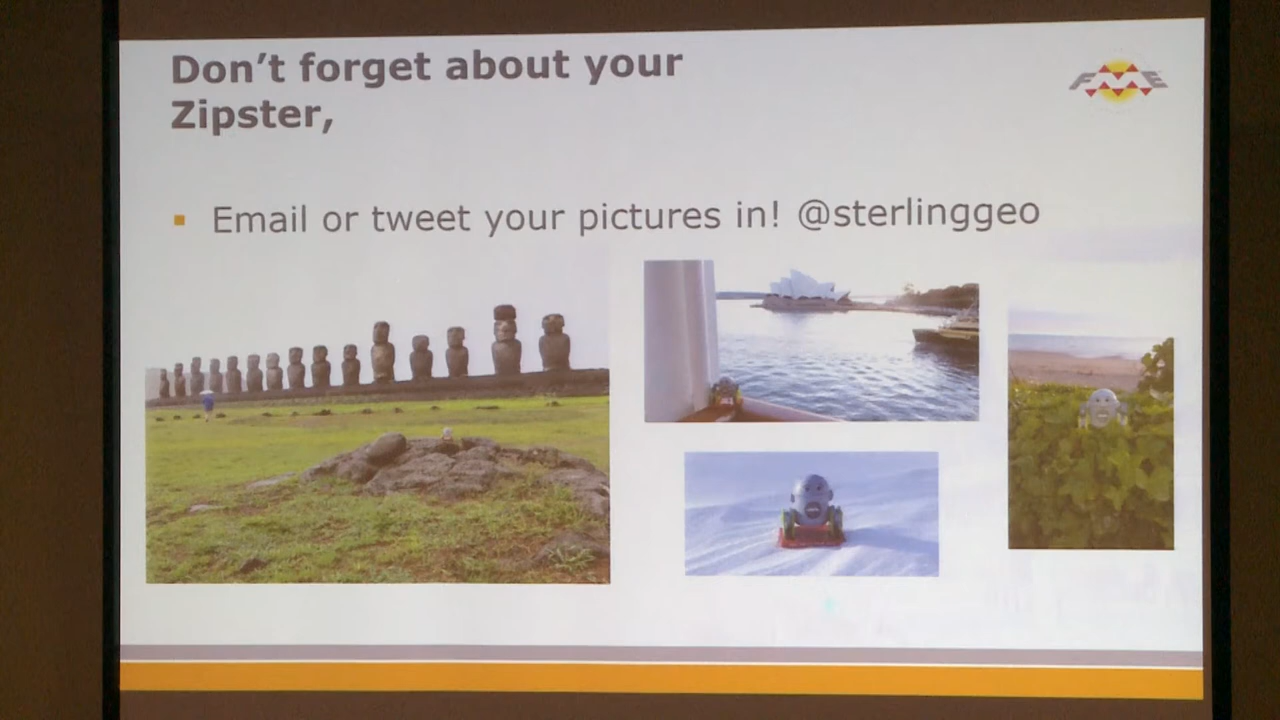 Don't forget about your
Zipster,
FME
▪ Email or tweet your pictures in! @sterlinggeo